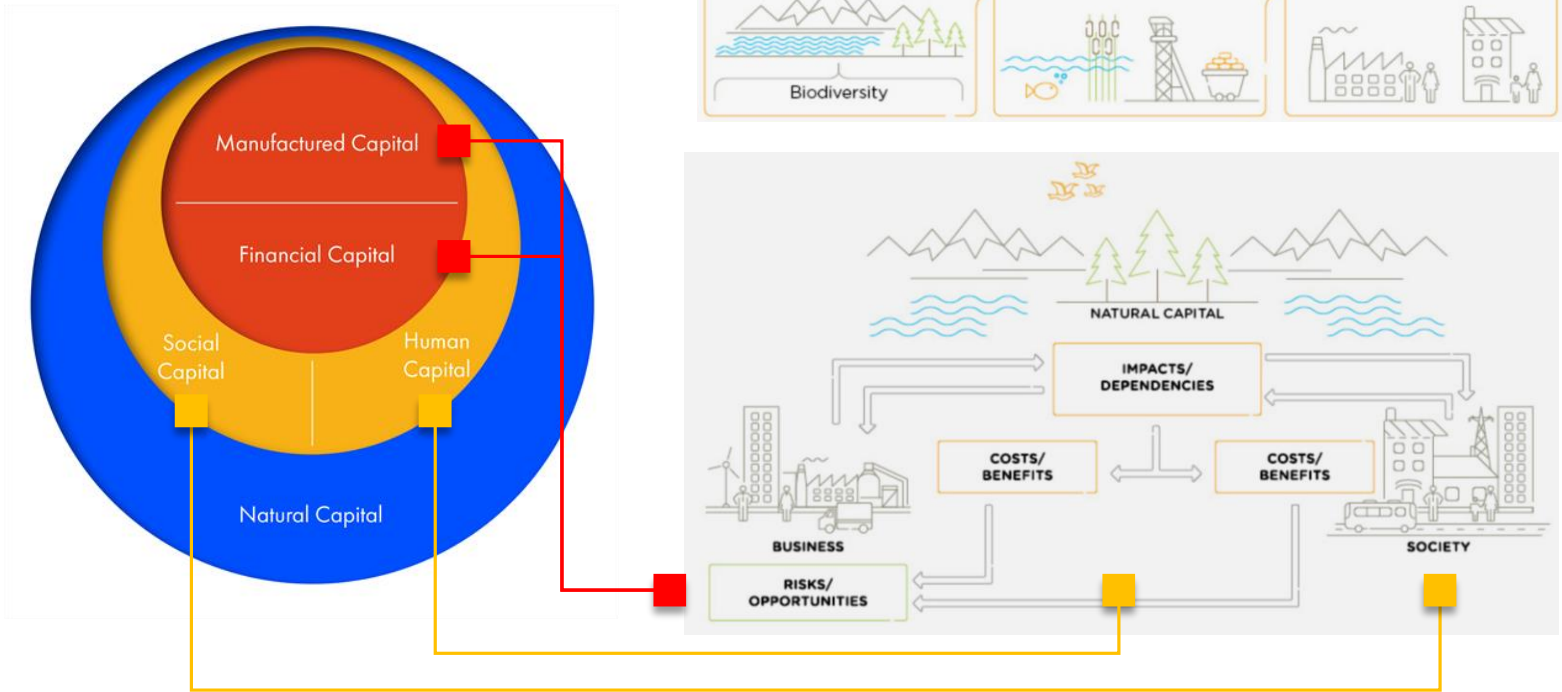 Manufactured Capital
Financial Capital
Social
Capital
Human
Capital
Natural Capital
Biodiversity
NATURAL CAPITAL
IMPACTS/
DEPENDENCIES
COSTS/
BENEFITS
COSTS/
BENEFITS
BUSINESS
SOCIETY
RISKS/
OPPORTUNITIES